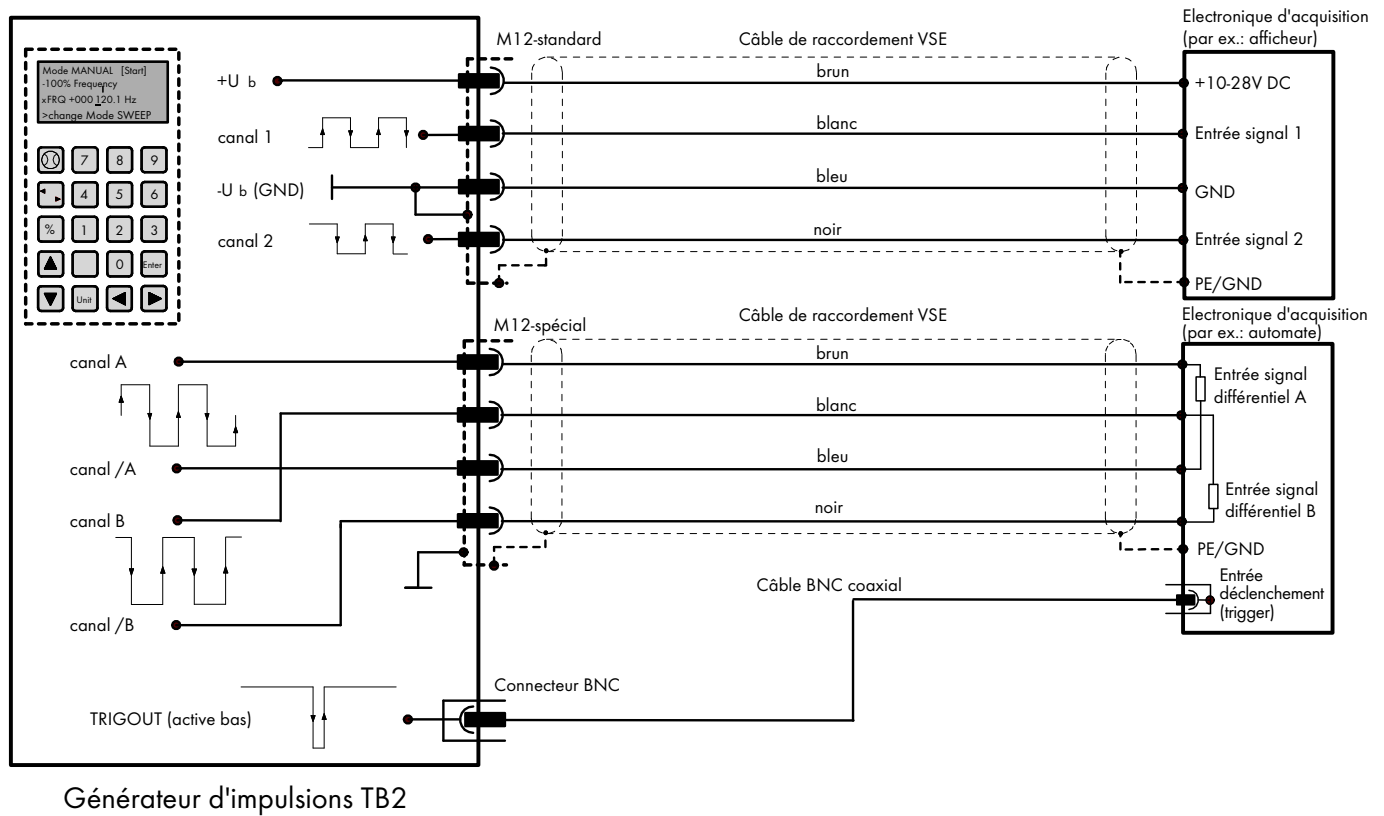 Electronique d'acquisition
(par ex.: afficheur)
M12-standard
Câble de raccordement VSE
Mode MANUAL [Start]
-100% Frequency
xFRQ +000 120.1 Hz
>change Mode SWEEP
+U b
brun
+10-28V DC
canal 1
blanc
Entrée signal 1
-U b (GND)
bleu
GND
canal 2
noir
Entrée signal 2
PE/GND
7 8 9
4 5 6
% 1 2 3
0 Enter
Unit
Electronique d'acquisition
(par ex.: automate)
M12-spécial
Câble de raccordement VSE
canal A
brun
Entrée signal
différentiel A
blanc
canal /A
bleu
Entrée signal
différentiel B
canal B
noir
PE/GND
Entrée
déclenchement
(trigger)
Câble BNC coaxial
canal /B
Connecteur BNC
TRIGOUT (active bas)
Générateur d'impulsions TB2